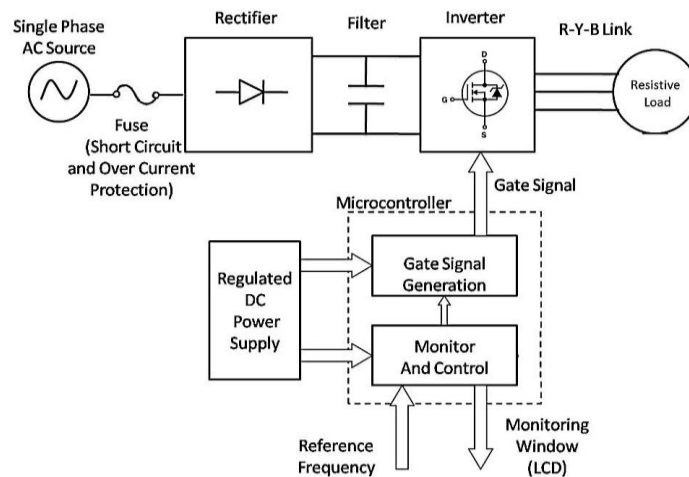 Single Phase
AC Source
Rectifier
Filter
Inverter
R-Y-B Link
D
G
S
Resistive
Load
Fuse
(Short Circuit
and Over Current
Protection)
Gate Signal
Microcontroller
Regulated
DC
Power
Supply
Gate Signal
Generation
Monitor
And Control
Reference
Frequency
Monitoring
Window
(LCD)